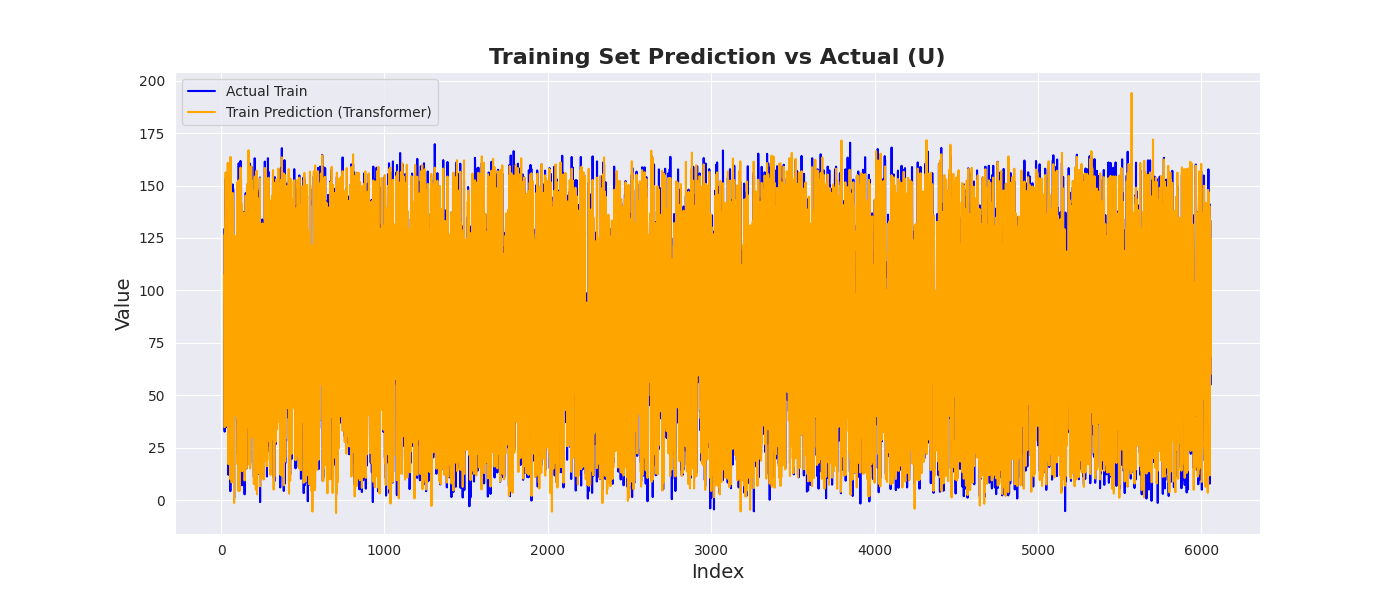 Training Set Prediction vs Actual (U)
Actual Train
Train Prediction (Transformer)
Value
200
175
150
125
100
75
50
25
0
0 1000 2000 3000 4000 5000 6000
Index